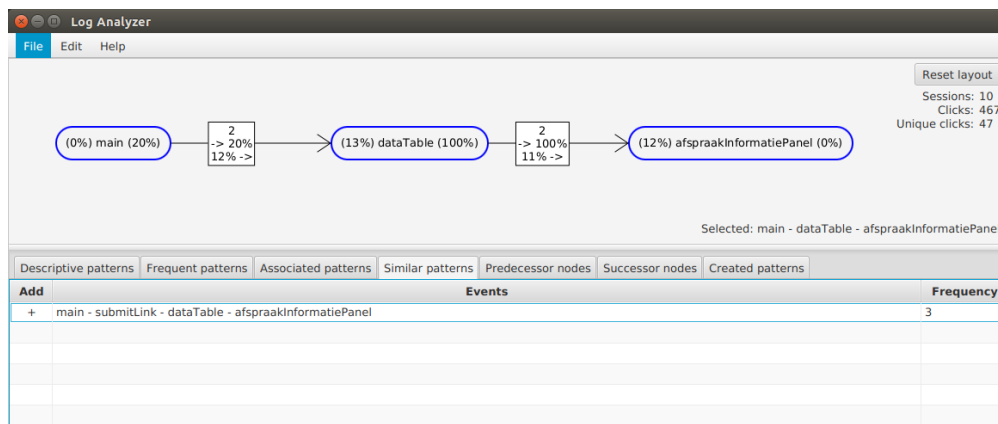 Log Analyzer
File Edit Help
Reset layout
Sessions: 10
Clicks: 467
Unique clicks: 47
(0%) main (20%)
2
-> 20%
12% ->
(13%) dataTable (100%)
2
-> 100%
11% ->
(12%) afspraakInformatiePanel (0%)
Selected: main - dataTable - afspraakInformatiePanel
Descriptive patterns Frequent patterns Associated patterns Similar patterns Predecessor nodes Successor nodes Created patterns
Add Events Frequency
+ main - submitLink - dataTable - afspraakInformatiePanel 3